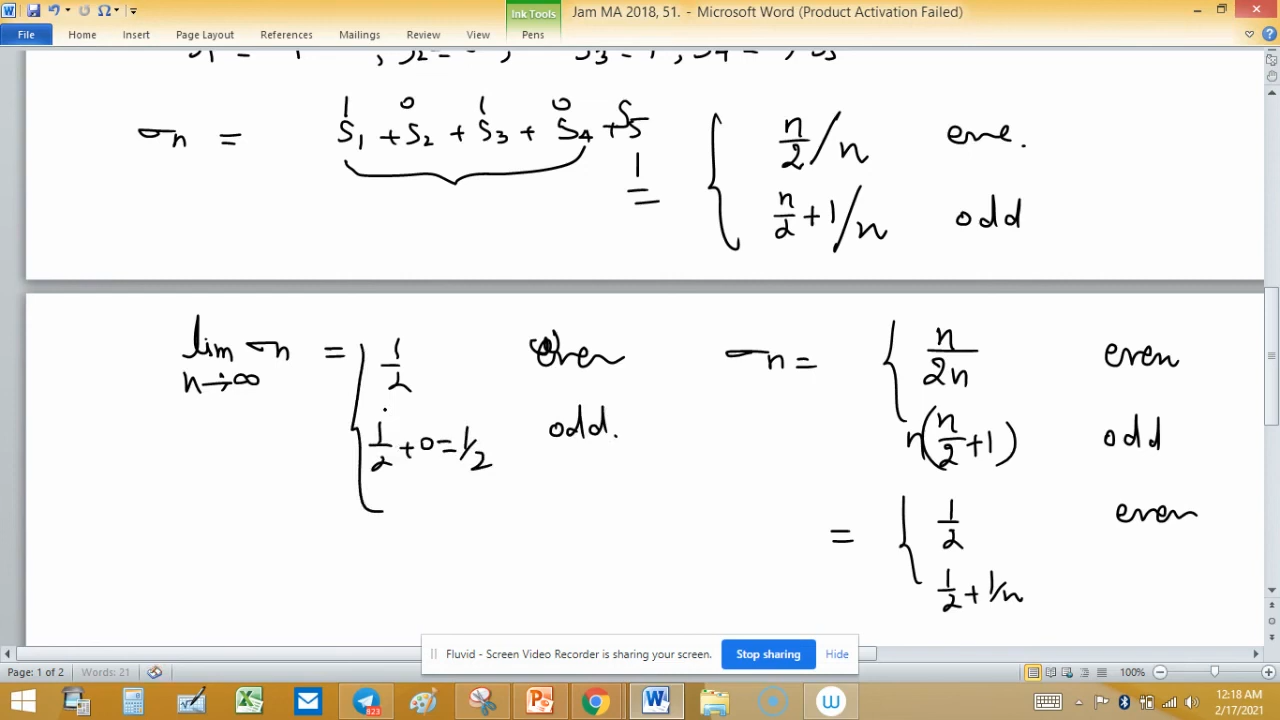 Ink Tools
Jam MA 2018, 51. - Microsoft Word (Product Activation Failed)
File Home Insert Page Layout References Mailings Review View Pens
1 0 1 0
σn = S1 + S2 + S3 + S4 + S5
1
= { n/2 / n eve.
n/2 + 1 / n odd
lim n→∞ σn = { 1/2 even
1/2 + 0 = 1/2 odd.
σn = { n/2n even
n(n/2 + 1) odd
= { 1/2 even
1/2 + 1/n
Fluvid - Screen Video Recorder is sharing your screen. Stop sharing Hide
Page: 1 of 2 Words: 21 100%
823
W
12:18 AM
2/17/2021